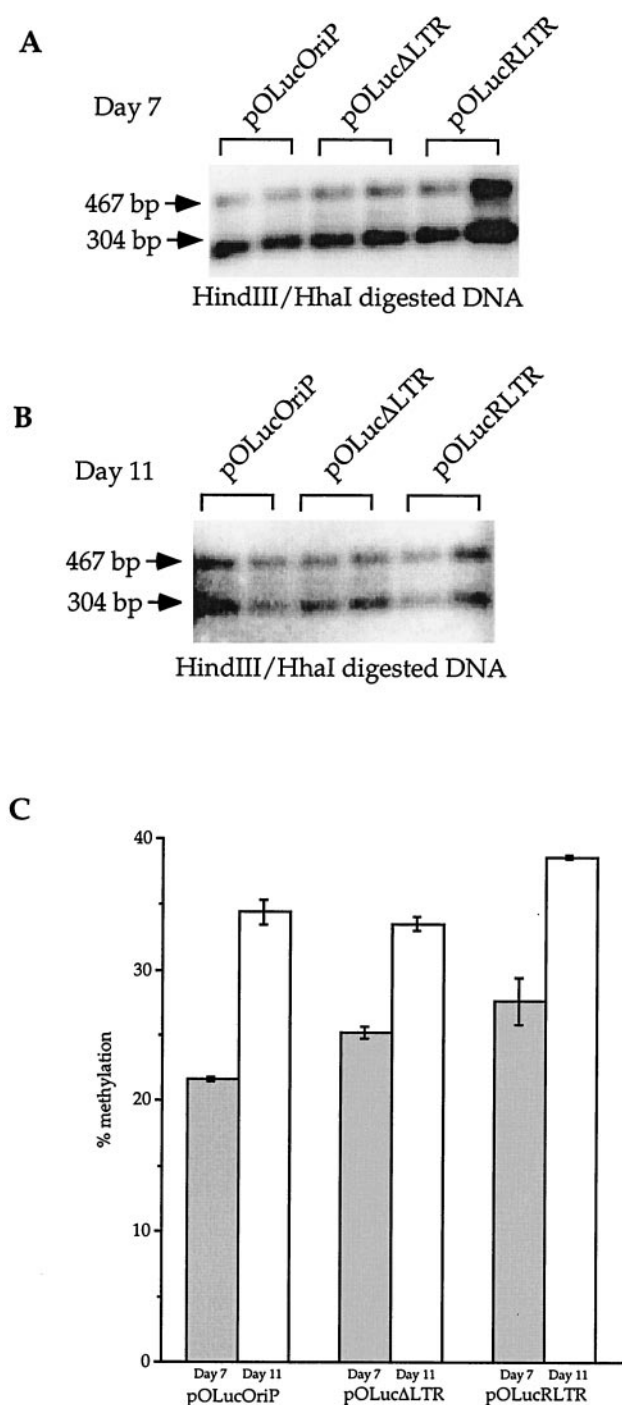 A
Day 7
pOLucOriP
pOLucΔLTR
pOLucRLTR
467 bp
304 bp
HindIII/HhaI digested DNA
B
Day 11
pOLucOriP
pOLucΔLTR
pOLucRLTR
467 bp
304 bp
HindIII/HhaI digested DNA
C
% methylation
40
30
20
10
0
Day 7 Day 11 Day 7 Day 11 Day 7 Day 11
pOLucOriP pOLucΔLTR pOLucRLTR